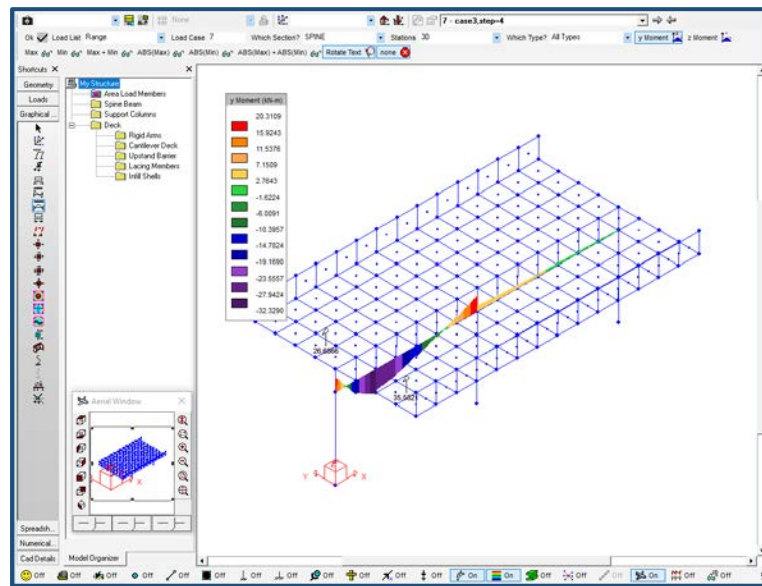 None
7 - case3,step=4
Ok Load List Range Load Case 7 Which Section? SPINE Stations 30 Which Type? All Types y Moment z Moment
Max Min Max + Min ABS(Max) ABS(Min) ABS(Max) + ABS(Min) Rotate Text none
Shortcuts
Geometry
Loads
Graphical ...
Spreadsh...
Numerical...
Cad Details
My Structure
Area Load Members
Spine Beam
Support Columns
Deck
Rigid Arms
Cantilever Deck
Upstand Barrier
Lacing Members
Infill Shells
y Moment (kN-m)
20.3109
15.9243
11.5376
7.1509
2.7643
-1.6224
-6.0091
-10.3957
-14.7824
-19.1690
-23.5557
-27.9424
-32.3290
Aerial Window
X
Y
X
Model Organizer
Off Off Off Off Off Off Off Off Off Off Off Off On On Off Off Off On Off Off